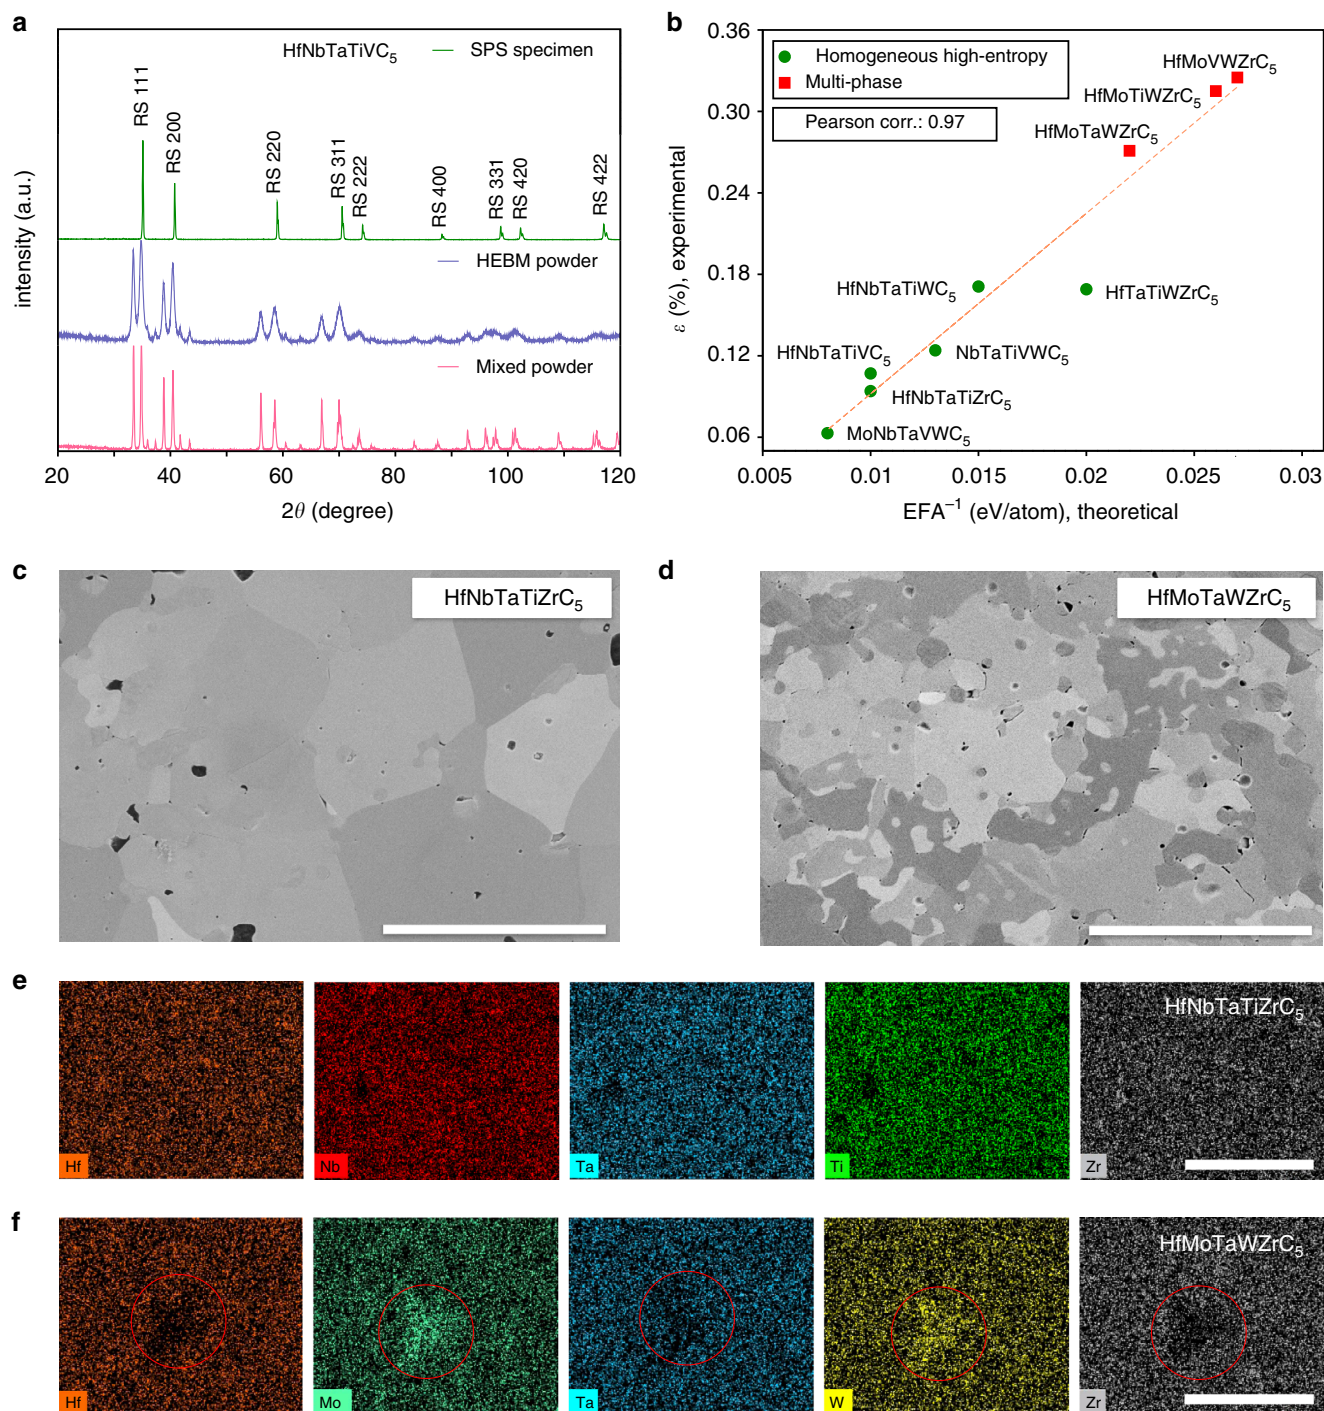 a
HfNbTaTiVC5
SPS specimen
RS 111
RS 200
RS 220
RS 311
RS 222
RS 400
RS 331
RS 420
RS 422
HEBM powder
Mixed powder
intensity (a.u.)
20
40
60
80
100
120
2θ (degree)
b
0.36
0.30
0.24
0.18
0.12
0.06
ε (%), experimental
Homogeneous high-entropy
Multi-phase
Pearson corr.: 0.97
HfMoVWZrC5
HfMoTiWZrC5
HfMoTaWZrC5
HfNbTaTiWC5
HfTaTiWZrC5
HfNbTaTiVC5
NbTaTiVWC5
HfNbTaTiZrC5
MoNbTaVWC5
0.005
0.01
0.015
0.02
0.025
0.03
EFA−1 (eV/atom), theoretical
c
HfNbTaTiZrC5
d
HfMoTaWZrC5
e
HfNbTaTiZrC5
Hf
Nb
Ta
Ti
Zr
f
HfMoTaWZrC5
Hf
Mo
Ta
W
Zr